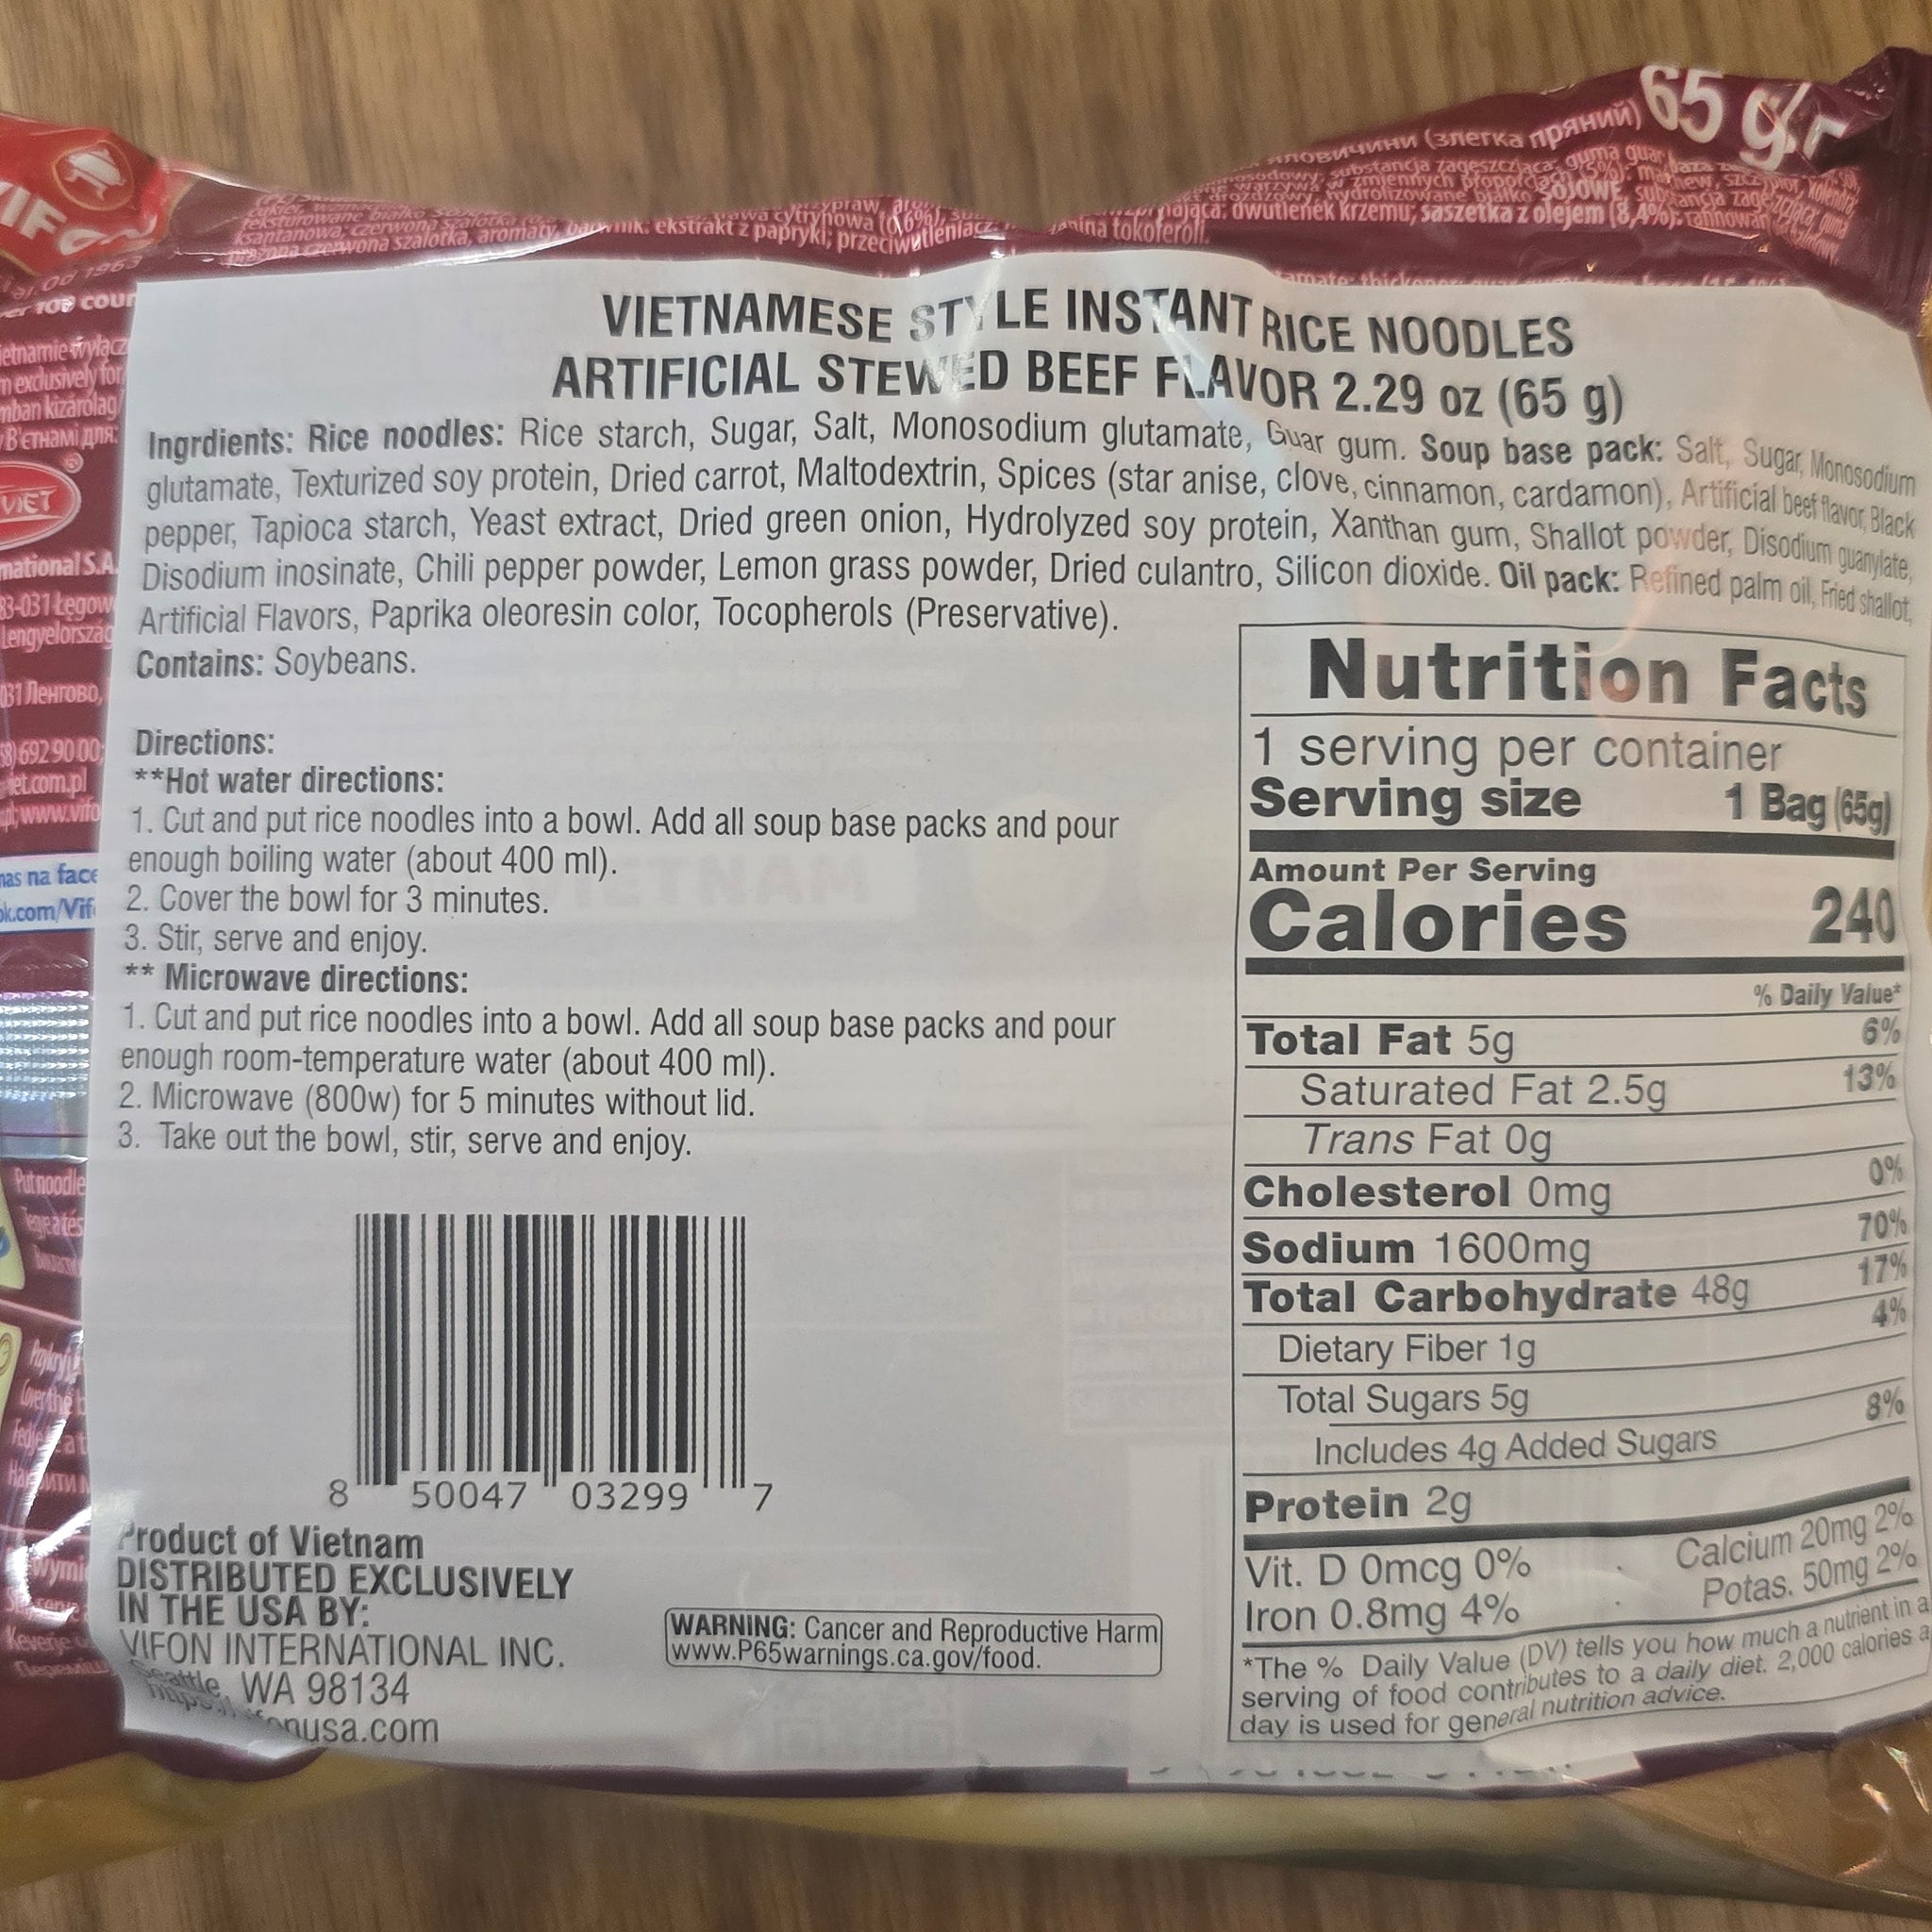 65 g/г
ЯЛОВИЧИНИ (злегка пряний)
dwutlenek krzemu; saszetka z olejem (8,4%):
ekstrakt z papryki;
czerwona szalotka, aromaty,
VIETNAMESE STYLE INSTANT RICE NOODLES
ARTIFICIAL STEWED BEEF FLAVOR 2.29 oz (65 g)
Ingrdients: Rice noodles: Rice starch, Sugar, Salt, Monosodium glutamate, Guar gum. Soup base pack: Salt, Sugar, Monosodium
glutamate, Texturized soy protein, Dried carrot, Maltodextrin, Spices (star anise, clove, cinnamon, cardamon), Artificial beef flavor, Black
pepper, Tapioca starch, Yeast extract, Dried green onion, Hydrolyzed soy protein, Xanthan gum, Shallot powder, Disodium guanylate,
Disodium inosinate, Chili pepper powder, Lemon grass powder, Dried culantro, Silicon dioxide. Oil pack: Refined palm oil, Fried shallot,
Artificial Flavors, Paprika oleoresin color, Tocopherols (Preservative).
Contains: Soybeans.
Directions:
**Hot water directions:
1. Cut and put rice noodles into a bowl. Add all soup base packs and pour
enough boiling water (about 400 ml).
2. Cover the bowl for 3 minutes.
3. Stir, serve and enjoy.
** Microwave directions:
1. Cut and put rice noodles into a bowl. Add all soup base packs and pour
enough room-temperature water (about 400 ml).
2. Microwave (800w) for 5 minutes without lid.
3. Take out the bowl, stir, serve and enjoy.
8 50047 03299 7
Product of Vietnam
DISTRIBUTED EXCLUSIVELY
IN THE USA BY:
VIFON INTERNATIONAL INC.
Seattle, WA 98134
WARNING: Cancer and Reproductive Harm
www.P65warnings.ca.gov/food.
Nutrition Facts
1 serving per container
Serving size 1 Bag (65g)
Amount Per Serving
Calories 240
% Daily Value*
Total Fat 5g 6%
Saturated Fat 2.5g 13%
Trans Fat 0g
Cholesterol 0mg 0%
Sodium 1600mg 70%
Total Carbohydrate 48g 17%
Dietary Fiber 1g 4%
Total Sugars 5g
Includes 4g Added Sugars 8%
Protein 2g
Vit. D 0mcg 0% Calcium 20mg 2%
Iron 0.8mg 4% Potas. 50mg 2%
*The % Daily Value (DV) tells you how much a nutrient in a
serving of food contributes to a daily diet. 2,000 calories a
day is used for general nutrition advice.